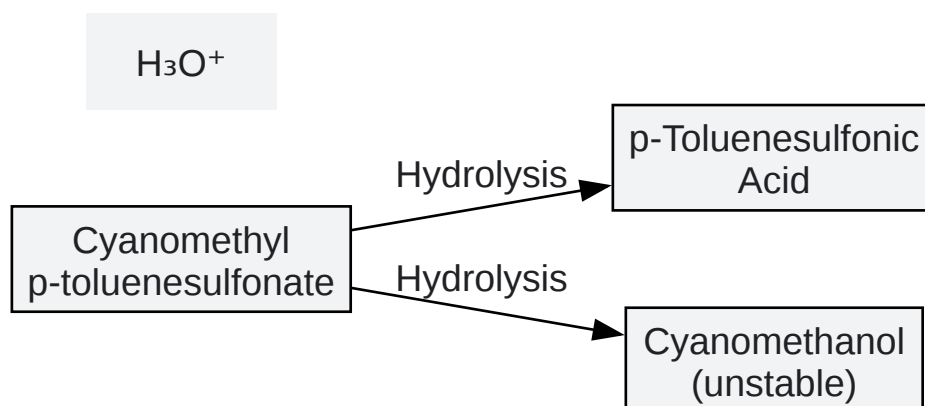 H₃O⁺
p-Toluenesulfonic
Acid
Hydrolysis
Cyanomethyl
p-toluenesulfonate
Hydrolysis
Cyanomethanol
(unstable)